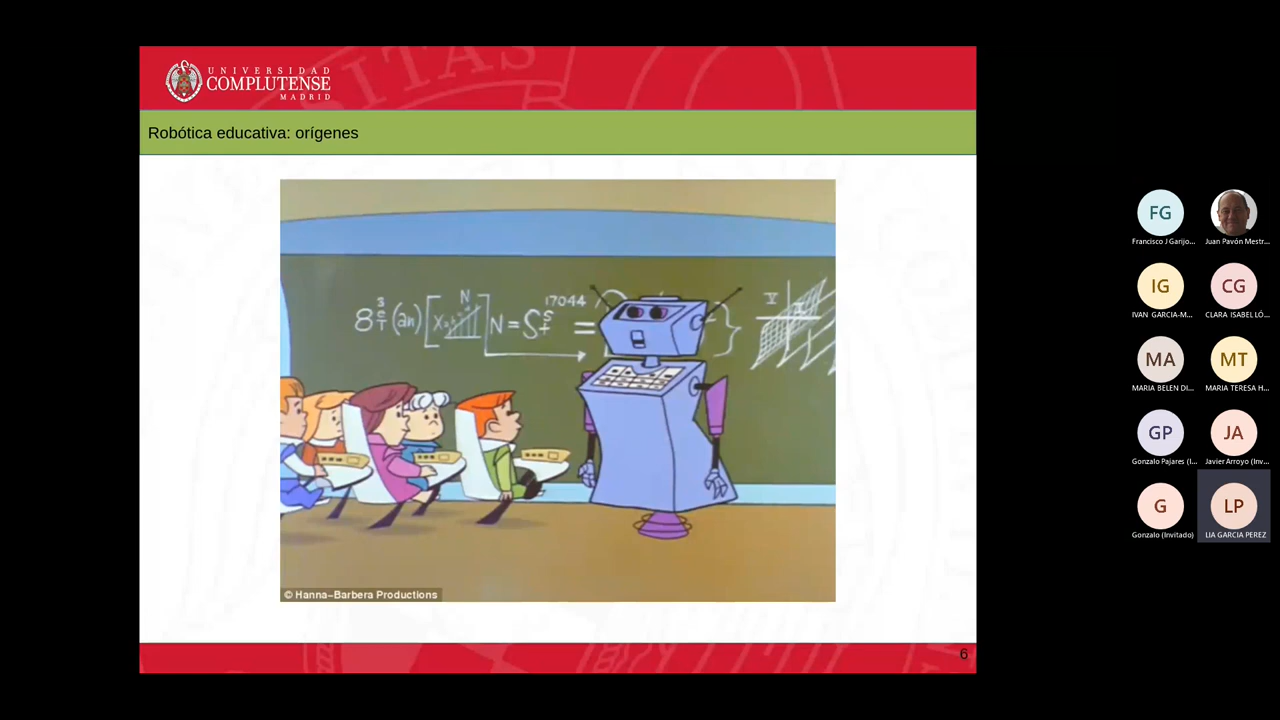 UNIVERSIDAD
COMPLUTENSE
MADRID
Robótica educativa: orígenes
17044
N
8
(an)
X
N = S
=
V
© Hanna-Barbera Productions
6
FG
Francisco J Garijo...
Juan Pavón Mestr...
IG
IVAN GARCIA-M...
CG
CLARA ISABEL LÓ...
MA
MARIA BELEN DI...
MT
MARIA TERESA H...
GP
Gonzalo Pajares (I...
JA
Javier Arroyo (Inv...
G
Gonzalo (Invitado)
LP
LIA GARCIA PEREZ